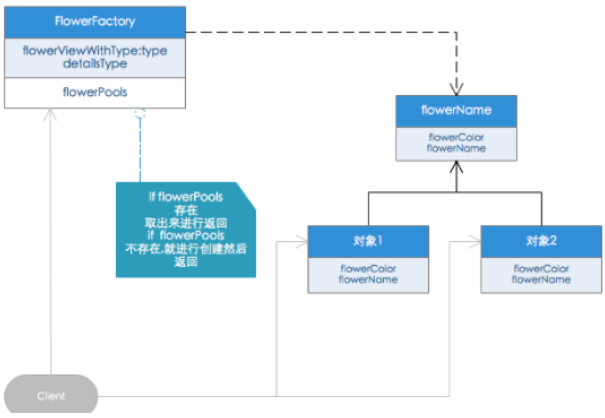 FlowerFactory
flowerViewWithType:type
detailsType
flowerPools
flowerName
flowerColor
flowerName
if flowerPools
存在
取出来进行返回
if flowerPools
不存在,就进行创建然后
返回
对象1
flowerColor
flowerName
对象2
flowerColor
flowerName
Client